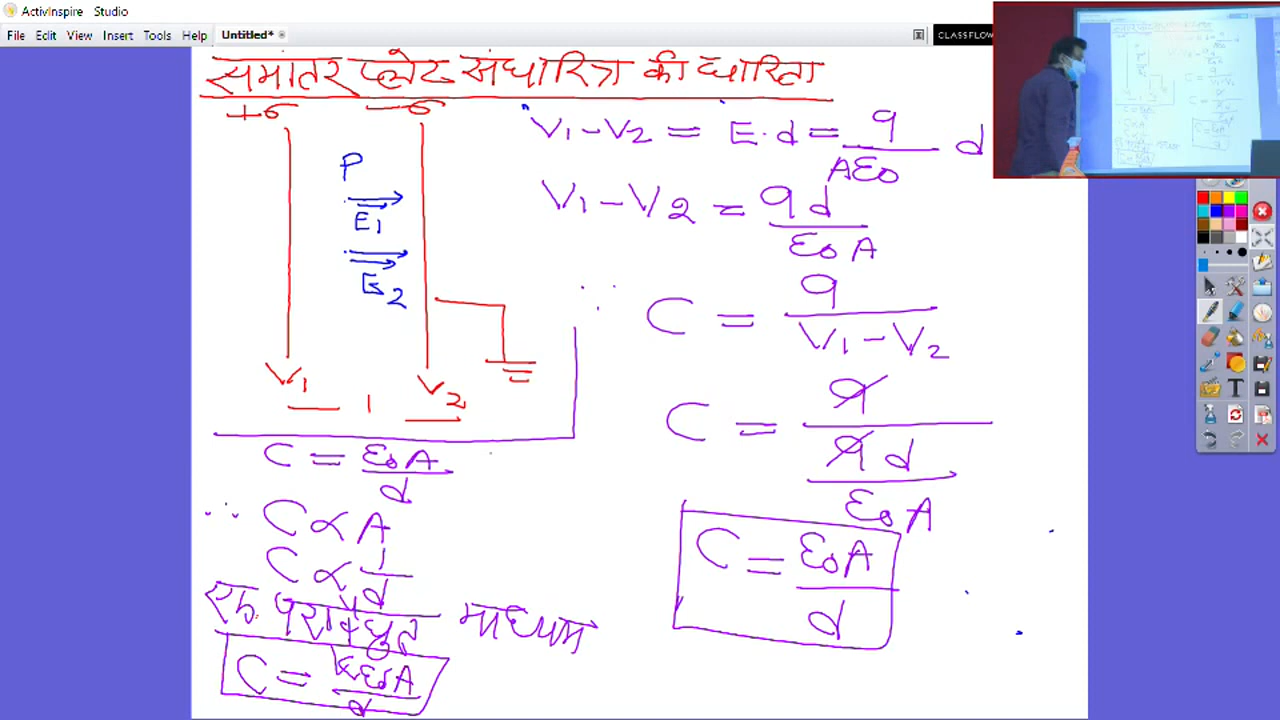 ActivInspire Studio
File Edit View Insert Tools Help Untitled*
CLASSFLOW
समांतर प्लेट संधारित्र की धारिता
+σ -σ
P
E₁
E₂
V₁ V₂
V₁ - V₂ = E·d = q/Aε₀ d
V₁ - V₂ = qd/ε₀A
∵ C = q/(V₁ - V₂)
C = q/(qd/ε₀A)
C = ε₀A/d
C = ε₀A/d
∴ C ∝ A
C ∝ 1/d
माध्यम
C = Kε₀A/d